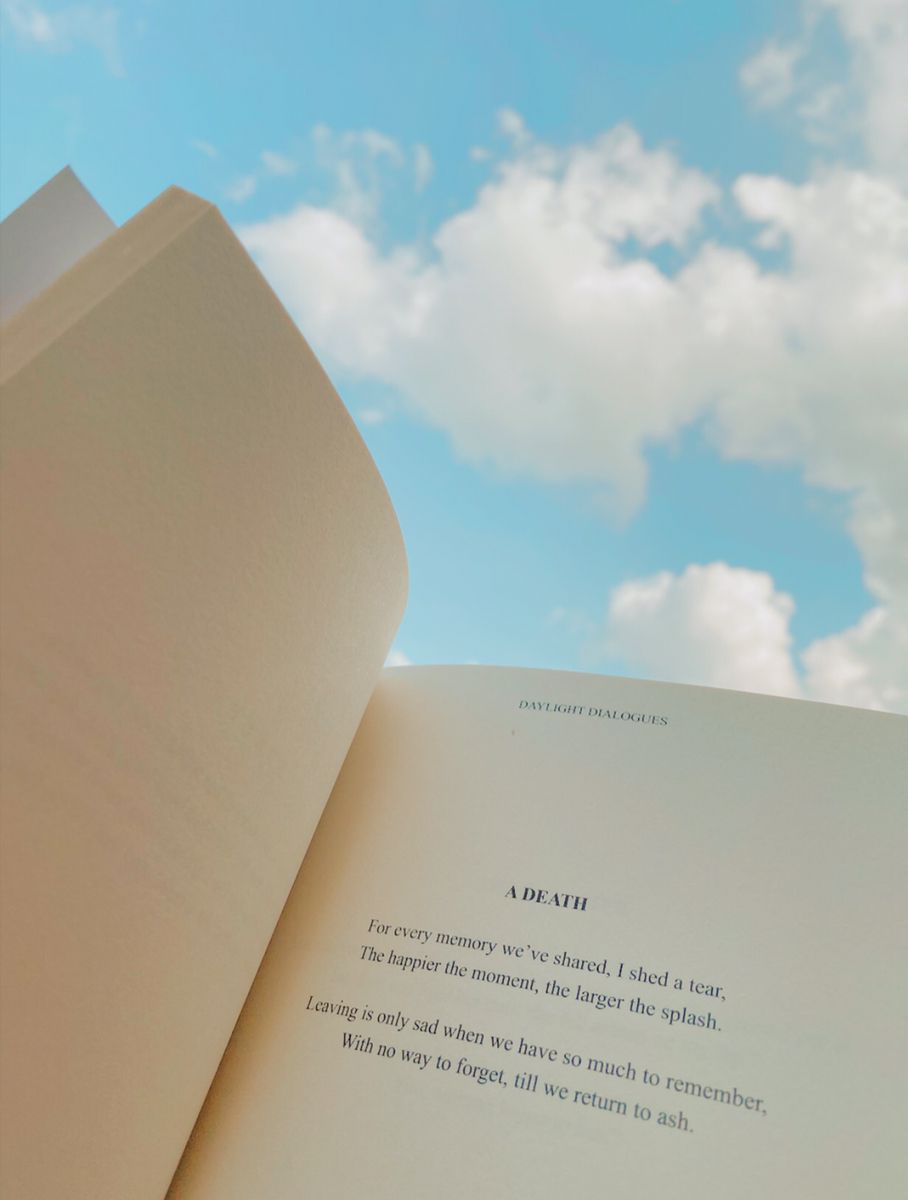 DAYLIGHT DIALOGUES
A DEATH
For every memory we’ve shared, I shed a tear,
The happier the moment, the larger the splash.
Leaving is only sad when we have so much to remember,
With no way to forget, till we return to ash.